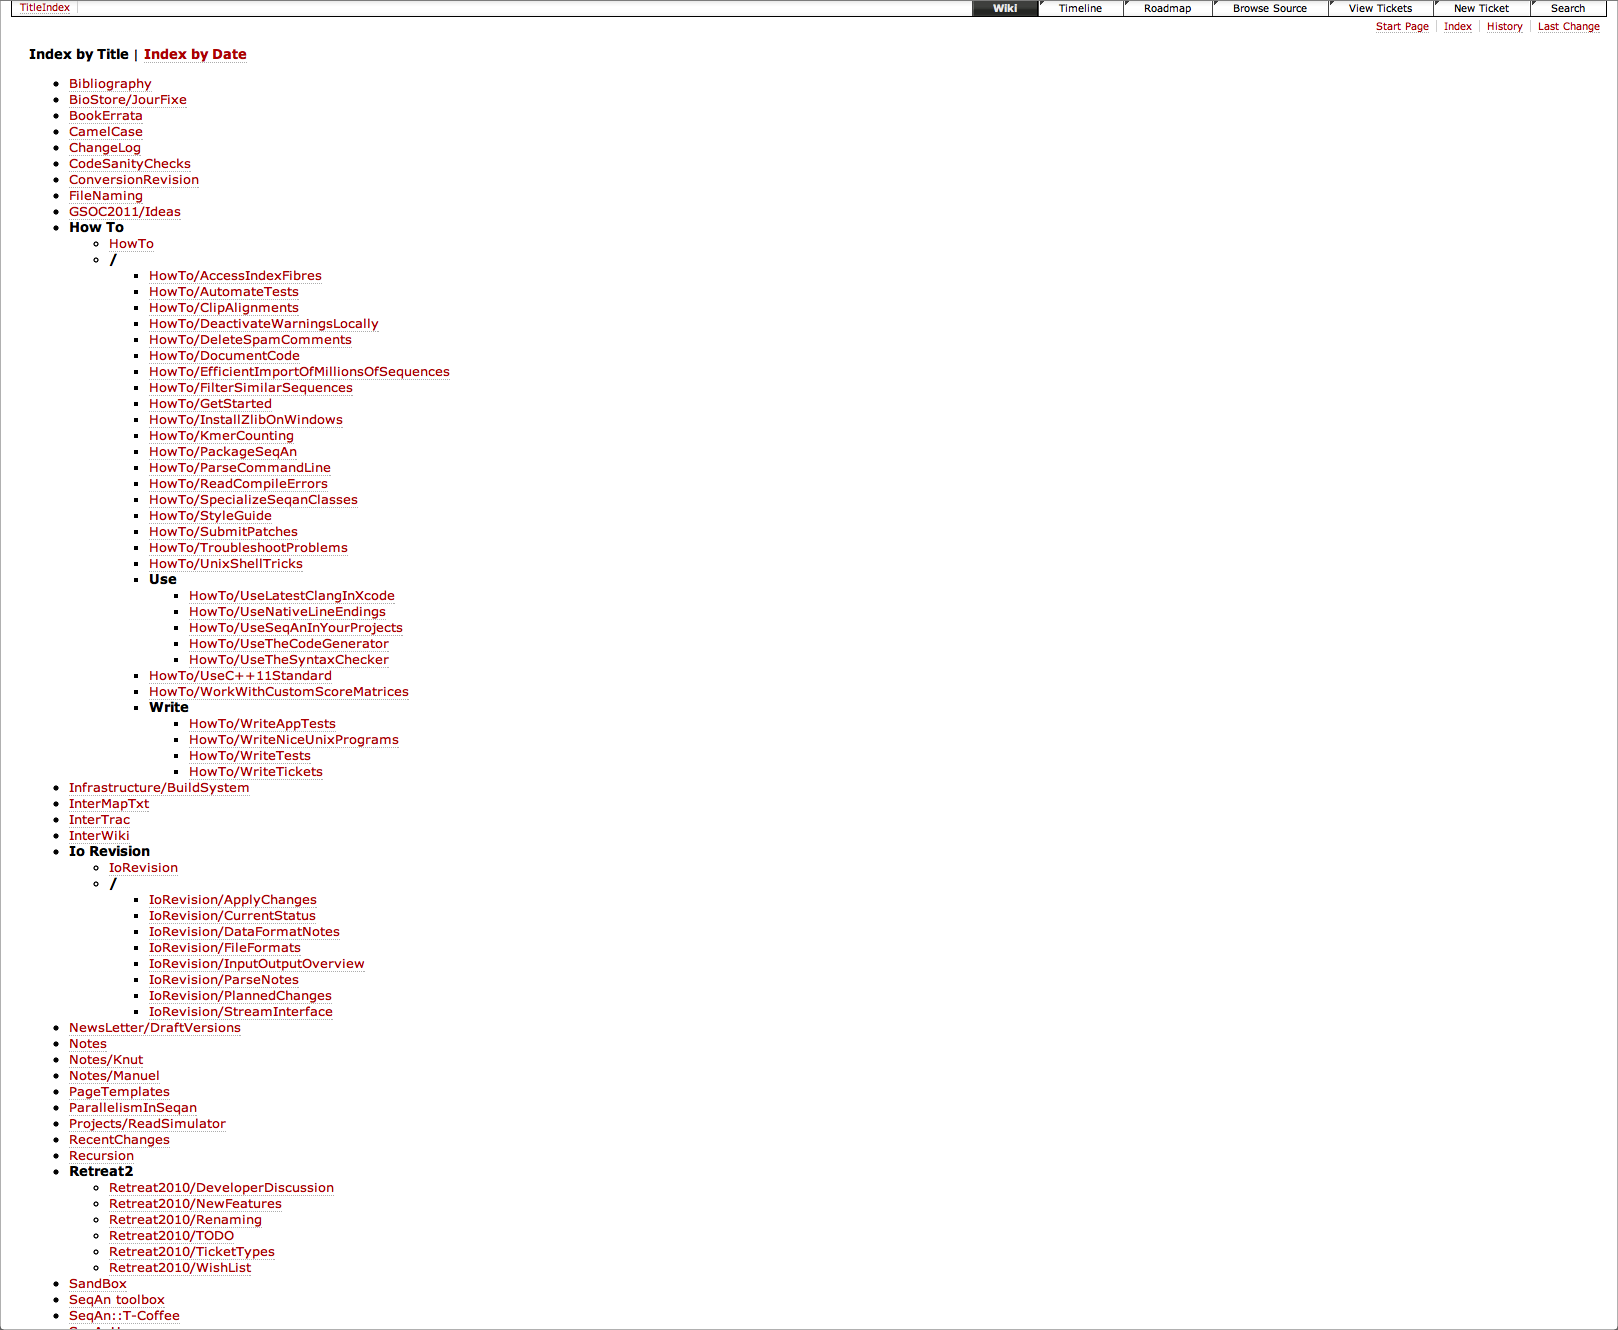 TitleIndex
Wiki Timeline Roadmap Browse Source View Tickets New Ticket Search
Start Page Index History Last Change
Index by Title | Index by Date
Bibliography
BioStore/JourFixe
BookErrata
CamelCase
ChangeLog
CodeSanityChecks
ConversionRevision
FileNaming
GSOC2011/Ideas
How To
HowTo
/
HowTo/AccessIndexFibres
HowTo/AutomateTests
HowTo/ClipAlignments
HowTo/DeactivateWarningsLocally
HowTo/DeleteSpamComments
HowTo/DocumentCode
HowTo/EfficientImportOfMillionsOfSequences
HowTo/FilterSimilarSequences
HowTo/GetStarted
HowTo/InstallZlibOnWindows
HowTo/KmerCounting
HowTo/PackageSeqAn
HowTo/ParseCommandLine
HowTo/ReadCompileErrors
HowTo/SpecializeSeqanClasses
HowTo/StyleGuide
HowTo/SubmitPatches
HowTo/TroubleshootProblems
HowTo/UnixShellTricks
Use
HowTo/UseLatestClangInXcode
HowTo/UseNativeLineEndings
HowTo/UseSeqAnInYourProjects
HowTo/UseTheCodeGenerator
HowTo/UseTheSyntaxChecker
HowTo/UseC++11Standard
HowTo/WorkWithCustomScoreMatrices
Write
HowTo/WriteAppTests
HowTo/WriteNiceUnixPrograms
HowTo/WriteTests
HowTo/WriteTickets
Infrastructure/BuildSystem
InterMapTxt
InterTrac
InterWiki
Io Revision
IoRevision
/
IoRevision/ApplyChanges
IoRevision/CurrentStatus
IoRevision/DataFormatNotes
IoRevision/FileFormats
IoRevision/InputOutputOverview
IoRevision/ParseNotes
IoRevision/PlannedChanges
IoRevision/StreamInterface
NewsLetter/DraftVersions
Notes
Notes/Knut
Notes/Manuel
PageTemplates
ParallelismInSeqan
Projects/ReadSimulator
RecentChanges
Recursion
Retreat2
Retreat2010/DeveloperDiscussion
Retreat2010/NewFeatures
Retreat2010/Renaming
Retreat2010/TODO
Retreat2010/TicketTypes
Retreat2010/WishList
SandBox
SeqAn toolbox
SeqAn::T-Coffee